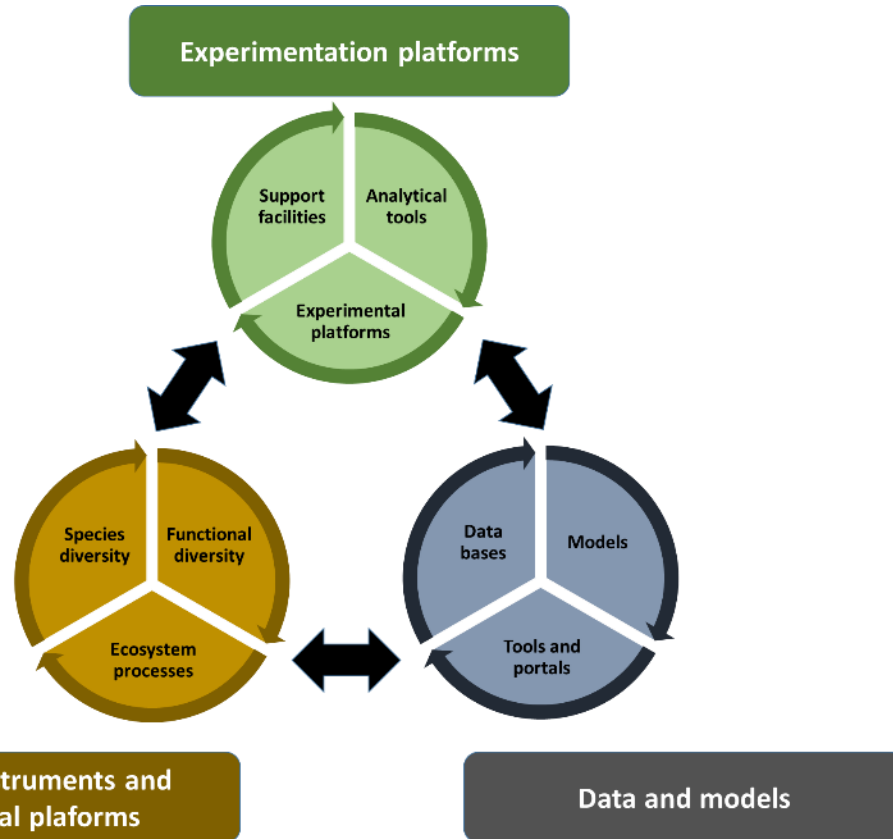 Experimentation platforms
Support
facilities
Analytical
tools
Experimental
platforms
Species
diversity
Functional
diversity
Ecosystem
processes
Data
bases
Models
Tools and
portals
struments and
al plaforms
Data and models